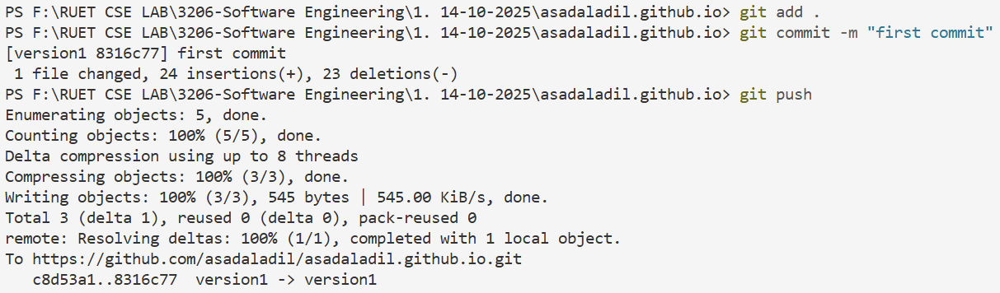 PS F:\RUET CSE LAB\3206-Software Engineering\1. 14-10-2025\asadaladil.github.io> git add .
PS F:\RUET CSE LAB\3206-Software Engineering\1. 14-10-2025\asadaladil.github.io> git commit -m "first commit"
[version1 8316c77] first commit
 1 file changed, 24 insertions(+), 23 deletions(-)
PS F:\RUET CSE LAB\3206-Software Engineering\1. 14-10-2025\asadaladil.github.io> git push
Enumerating objects: 5, done.
Counting objects: 100% (5/5), done.
Delta compression using up to 8 threads
Compressing objects: 100% (3/3), done.
Writing objects: 100% (3/3), 545 bytes | 545.00 KiB/s, done.
Total 3 (delta 1), reused 0 (delta 0), pack-reused 0
remote: Resolving deltas: 100% (1/1), completed with 1 local object.
To https://github.com/asadaladil/asadaladil.github.io.git
   c8d53a1..8316c77  version1 -> version1